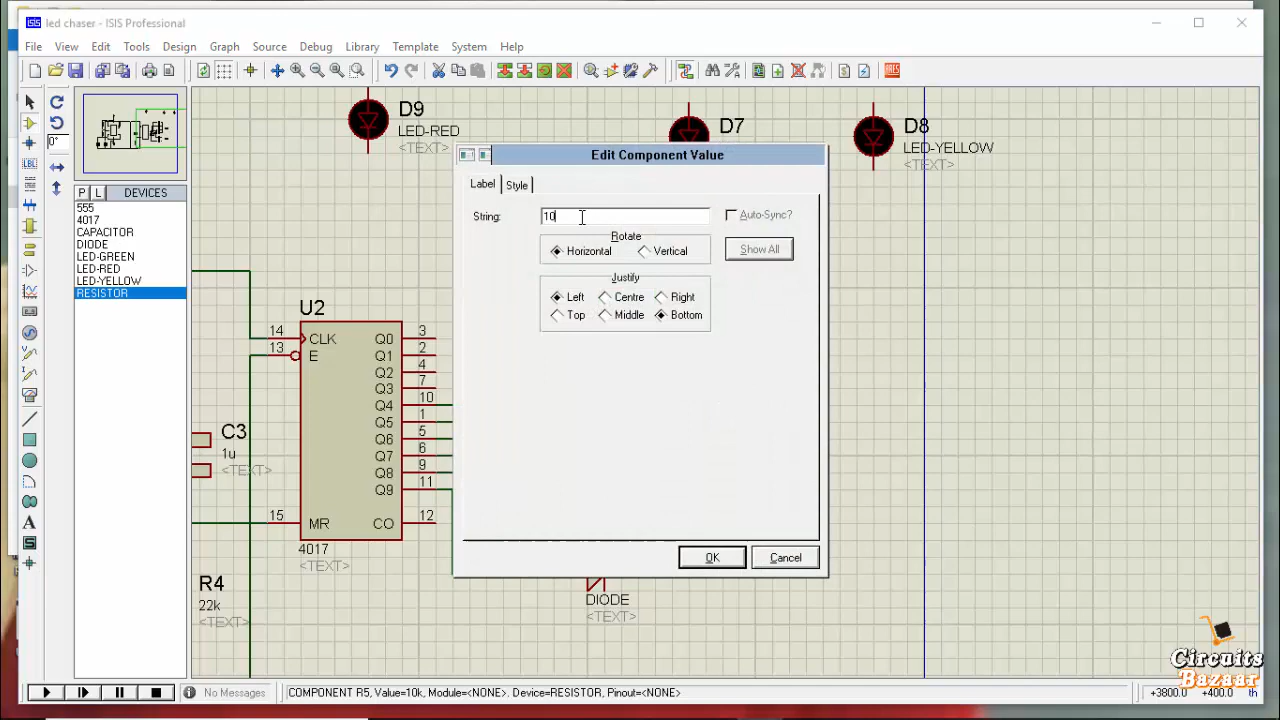 led chaser - ISIS Professional
File View Edit Tools Design Graph Source Debug Library Template System Help
0°
P L DEVICES
555
4017
CAPACITOR
DIODE
LED-GREEN
LED-RED
LED-YELLOW
RESISTOR
D9
LED-RED
<TEXT>
D7
D8
LED-YELLOW
<TEXT>
Edit Component Value
Label Style
String: 10 Auto-Sync?
Rotate
Horizontal Vertical Show All
Justify
Left Centre Right
Top Middle Bottom
OK Cancel
U2
14 CLK Q0 3
13 E Q1 2
Q2 4
Q3 7
Q4 10
Q5 1
Q6 5
Q7 6
Q8 9
Q9 11
15 MR CO 12
4017
<TEXT>
C3
1u
<TEXT>
R4
22k
<TEXT>
DIODE
<TEXT>
Circuits
Bazaar
No Messages COMPONENT R5, Value=10k, Module=<NONE>, Device=RESISTOR, Pinout=<NONE> +3800.0 +400.0 th